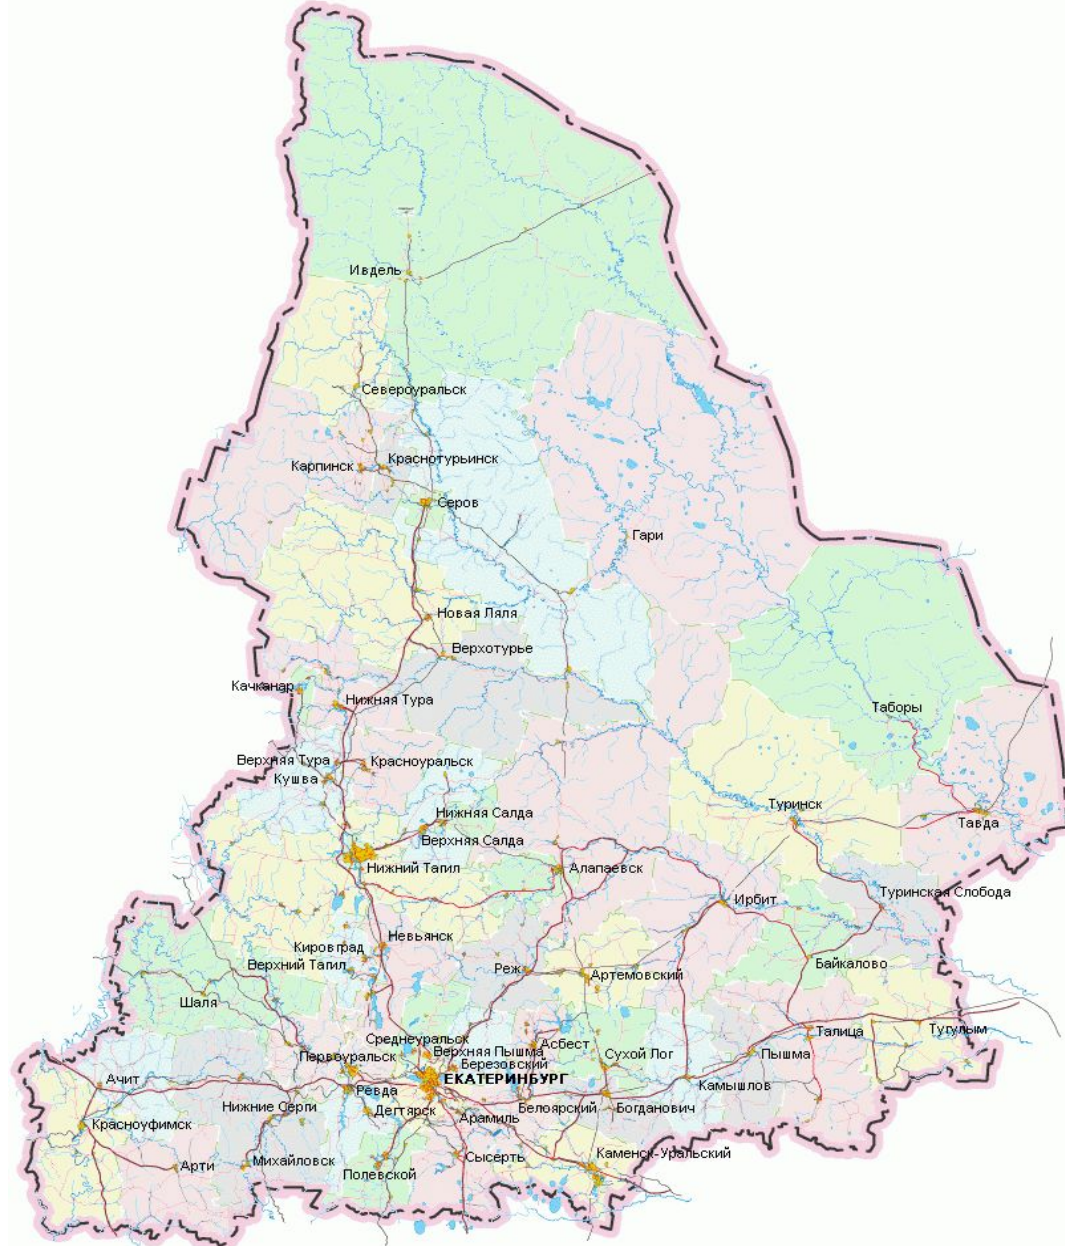 Ивдель
Североуральск
Краснотурьинск
Карпинск
Серов
Гари
Новая Ляля
Верхотурье
Качканар
Нижняя Тура
Таборы
Верхняя Тура
Красноуральск
Кушва
Туринск
Нижняя Салда
Тавда
Верхняя Салда
Нижний Тагил
Алапаевск
Туринская Слобода
Ирбит
Невьянск
Кировград
Байкалово
Верхний Тагил
Реж
Артемовский
Шаля
Талица
Тугулым
Среднеуральск
Асбест
Верхняя Пышма
Сухой Лог
Пышма
Первоуральск
Березовский
Ачит
ЕКАТЕРИНБУРГ
Камышлов
Ревда
Нижние Серги
Дегтярск
Белоярский
Богданович
Арамиль
Красноуфимск
Каменск-Уральский
Сысерть
Михайловск
Арти
Полевской